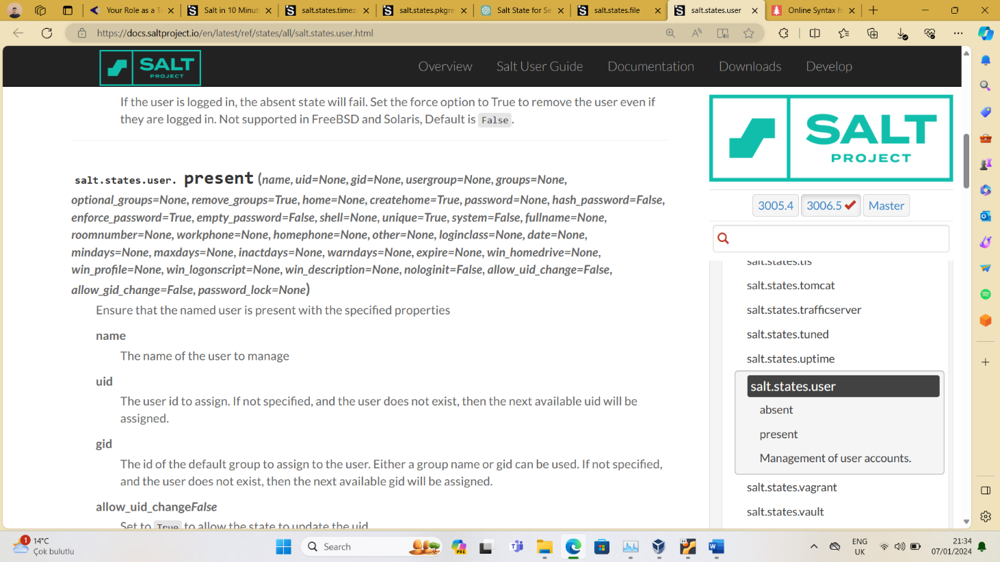 Your Role as a T
Salt in 10 Minut
salt.states.timez
salt.states.pkgre
Salt State for Se
salt.states.file
salt.states.user
Online Syntax h
https://docs.saltproject.io/en/latest/ref/states/all/salt.states.user.html
SALT
PROJECT
Overview
Salt User Guide
Documentation
Downloads
Develop
If the user is logged in, the absent state will fail. Set the force option to True to remove the user even if
they are logged in. Not supported in FreeBSD and Solaris, Default is False.
salt.states.user. present (name, uid=None, gid=None, usergroup=None, groups=None,
optional_groups=None, remove_groups=True, home=None, createhome=True, password=None, hash_password=False,
enforce_password=True, empty_password=False, shell=None, unique=True, system=False, fullname=None,
roomnumber=None, workphone=None, homephone=None, other=None, loginclass=None, date=None,
mindays=None, maxdays=None, inactdays=None, warndays=None, expire=None, win_homedrive=None,
win_profile=None, win_logonscript=None, win_description=None, nologinit=False, allow_uid_change=False,
allow_gid_change=False, password_lock=None)
Ensure that the named user is present with the specified properties
name
The name of the user to manage
uid
The user id to assign. If not specified, and the user does not exist, then the next available uid will be
assigned.
gid
The id of the default group to assign to the user. Either a group name or gid can be used. If not specified,
and the user does not exist, then the next available gid will be assigned.
allow_uid_changeFalse
Set to True to allow the state to update the uid
SALT
PROJECT
3005.4
3006.5
Master
salt.states.tls
salt.states.tomcat
salt.states.trafficserver
salt.states.tuned
salt.states.uptime
salt.states.user
absent
present
Management of user accounts.
salt.states.vagrant
salt.states.vault
1
14°C
Çok bulutlu
Search
PRE
ENG
UK
21:34
07/01/2024